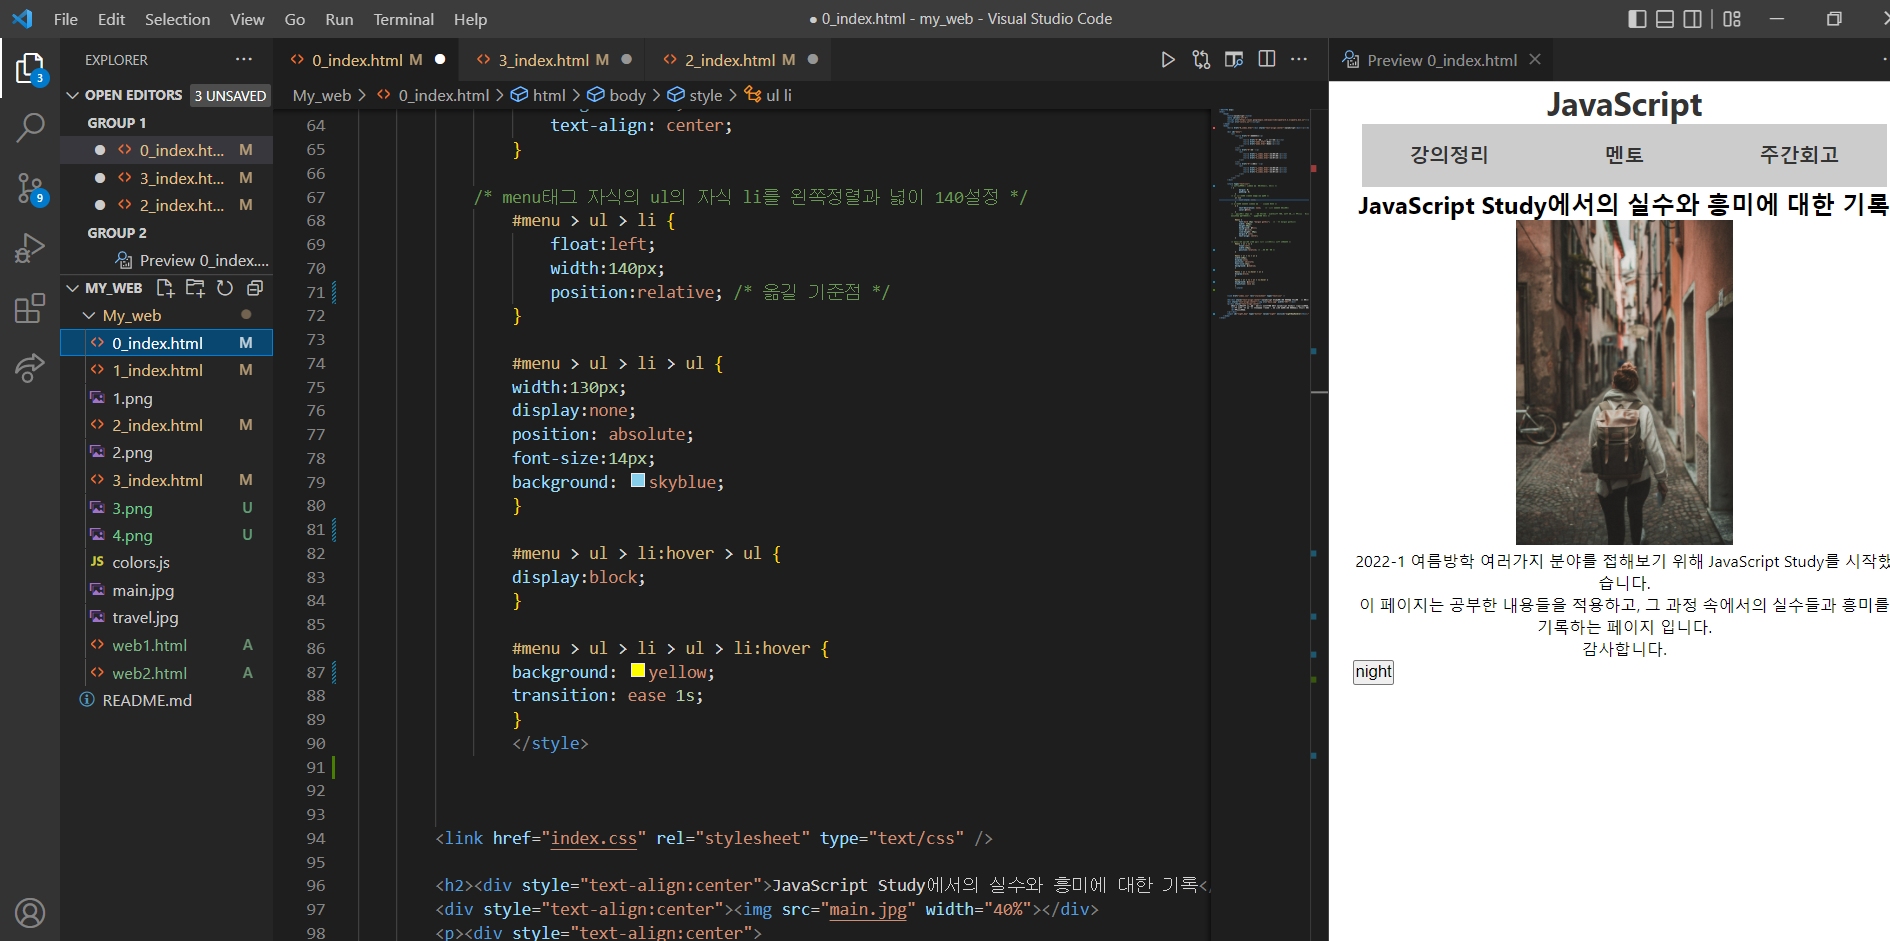 File Edit Selection View Go Run Terminal Help
● 0_index.html - my_web - Visual Studio Code
EXPLORER
OPEN EDITORS 3 UNSAVED
GROUP 1
0_index.ht... M
3_index.ht... M
2_index.ht... M
GROUP 2
Preview 0_index....
MY_WEB
My_web
0_index.html M
1_index.html M
1.png
2_index.html M
2.png
3_index.html M
3.png U
4.png U
JS colors.js
main.jpg
travel.jpg
web1.html A
web2.html A
README.md
3
9
0_index.html M
3_index.html M
2_index.html M
My_web > 0_index.html > html > body > style > ul li
64 text-align: center;
65 }
66
67 /* menu태그 자식의 ul의 자식 li를 왼쪽정렬과 넓이 140설정 */
68 #menu > ul > li {
69 float:left;
70 width:140px;
71 position:relative; /* 옮길 기준점 */
72 }
73
74 #menu > ul > li > ul {
75 width:130px;
76 display:none;
77 position: absolute;
78 font-size:14px;
79 background: skyblue;
80 }
81
82 #menu > ul > li:hover > ul {
83 display:block;
84 }
85
86 #menu > ul > li > ul > li:hover {
87 background: yellow;
88 transition: ease 1s;
89 }
90 </style>
91
92
93
94 <link href="index.css" rel="stylesheet" type="text/css" />
95
96 <h2><div style="text-align:center">JavaScript Study에서의 실수와 흥미에 대한 기록</
97 <div style="text-align:center"><img src="main.jpg" width="40%"></div>
98 <p><div style="text-align:center">
Preview 0_index.html
JavaScript
강의정리 멘토 주간회고
JavaScript Study에서의 실수와 흥미에 대한 기록
2022-1 여름방학 여러가지 분야를 접해보기 위해 JavaScript Study를 시작했
습니다.
이 페이지는 공부한 내용들을 적용하고, 그 과정 속에서의 실수들과 흥미를
기록하는 페이지 입니다.
감사합니다.
night